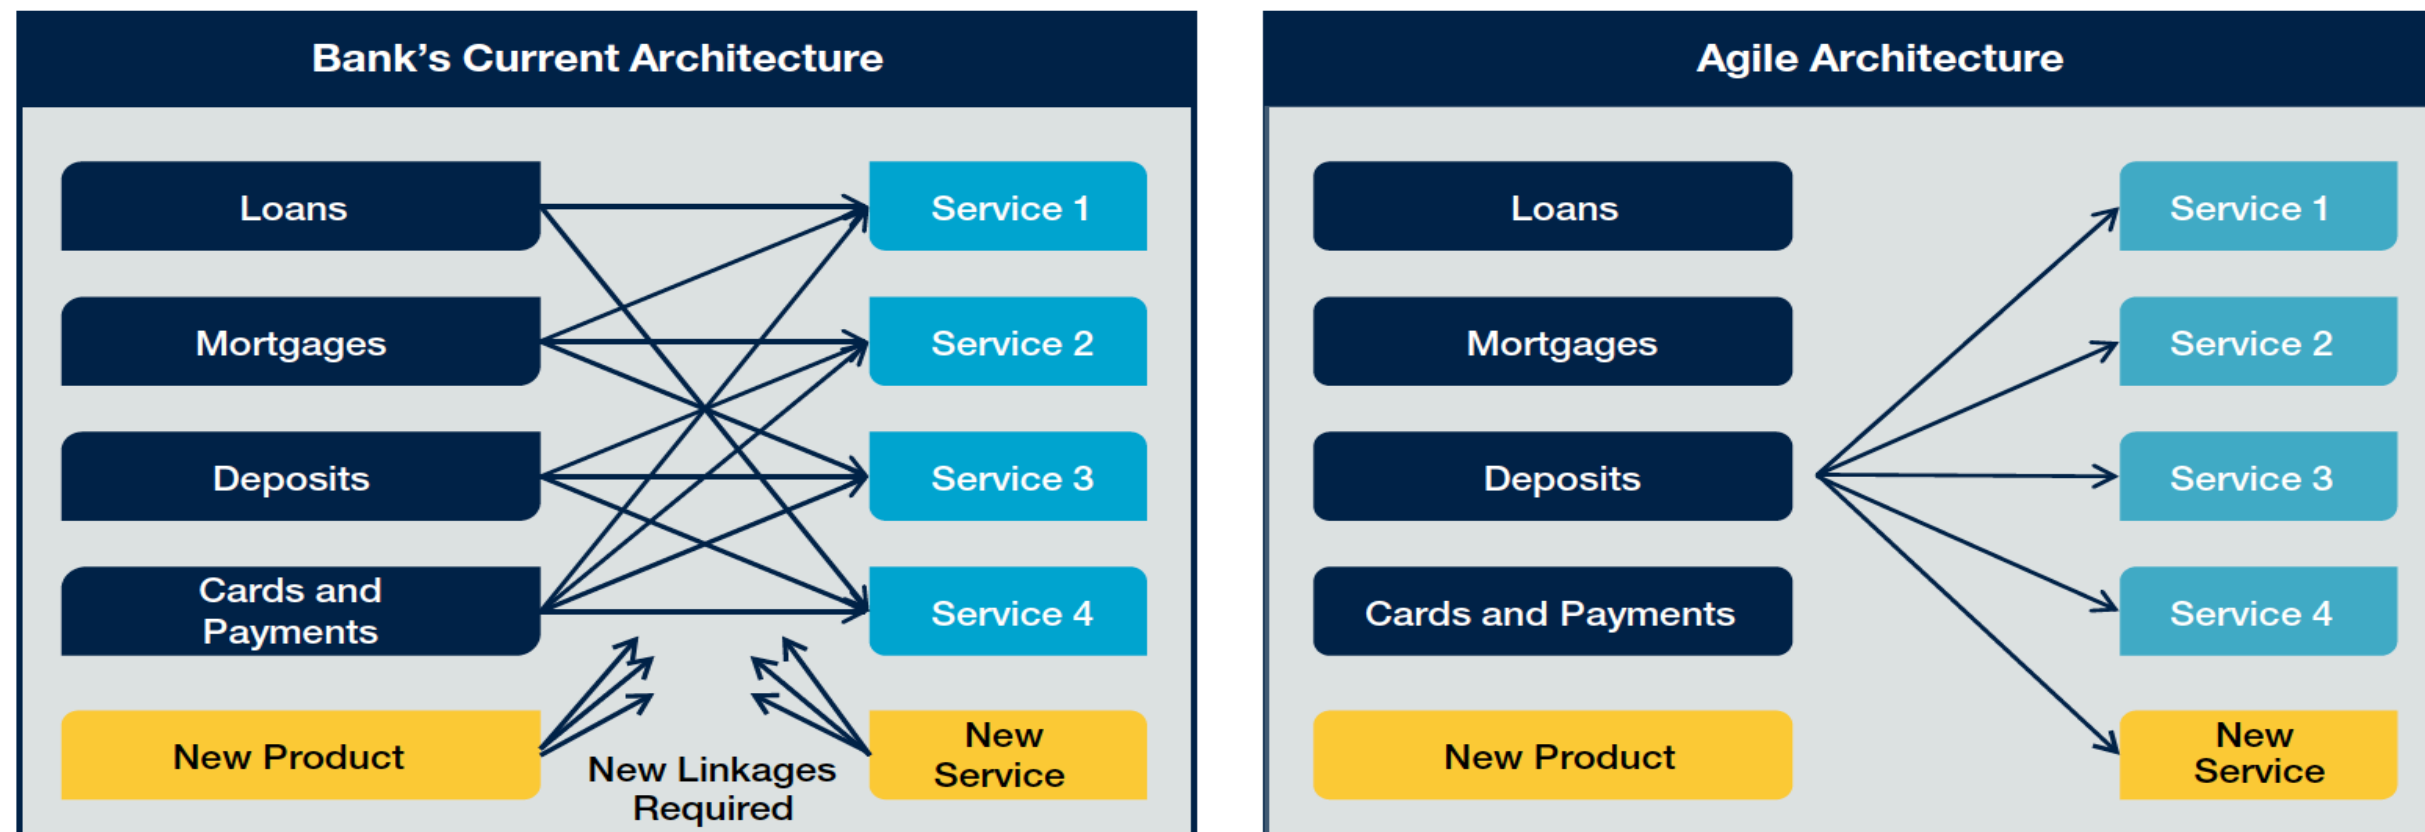 Bank’s Current Architecture
Loans
Service 1
Mortgages
Service 2
Deposits
Service 3
Cards and
Payments
Service 4
New Product
New Linkages
Required
New
Service
Agile Architecture
Loans
Service 1
Mortgages
Service 2
Deposits
Service 3
Cards and Payments
Service 4
New Product
New
Service